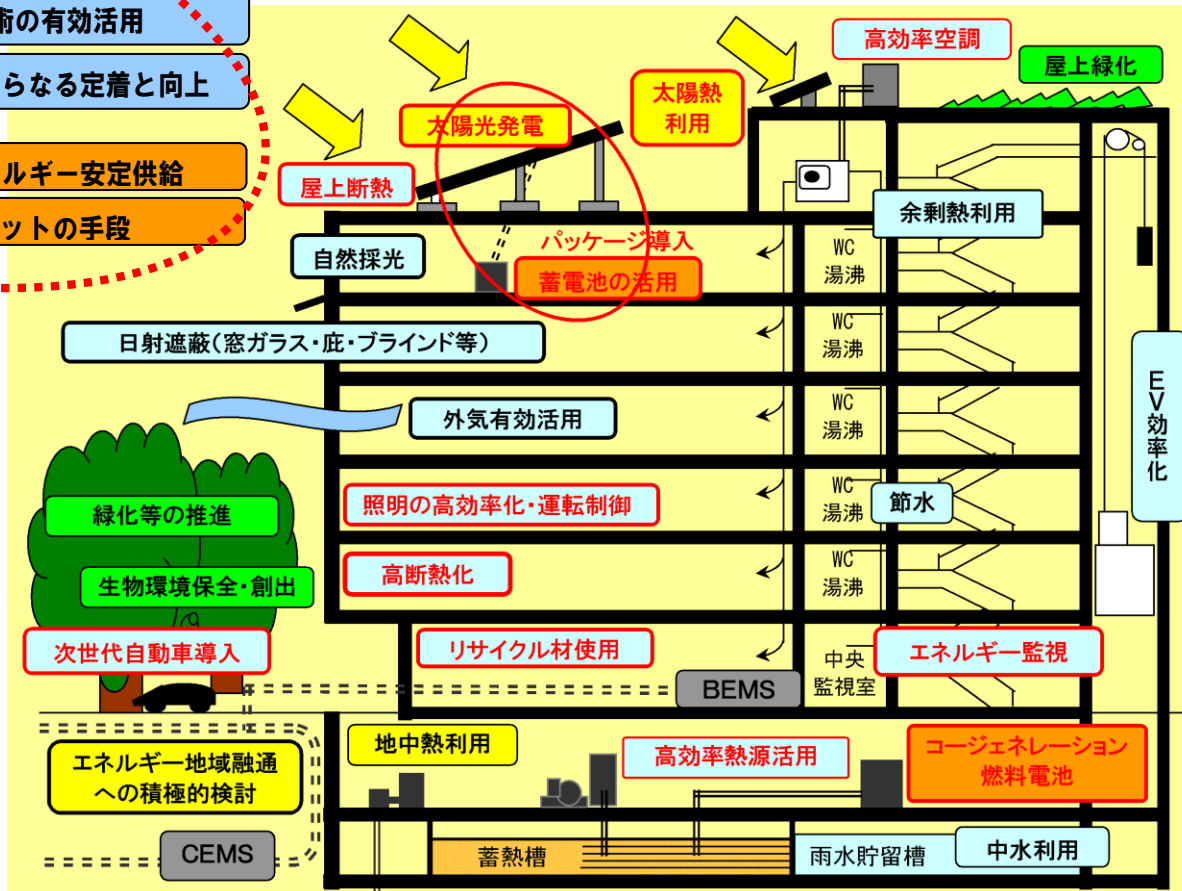 術の有効活用
らなる定着と向上
ルギー安定供給
ットの手段
高効率空調
屋上緑化
太陽熱
利用
太陽光発電
屋上断熱
余剰熱利用
自然採光
パッケージ導入
蓄電池の活用
WC
湯沸
日射遮蔽(窓ガラス・庇・ブラインド等)
WC
湯沸
EV効率化
外気有効活用
WC
湯沸
緑化等の推進
照明の高効率化・運転制御
WC
湯沸
節水
生物環境保全・創出
高断熱化
WC
湯沸
次世代自動車導入
リサイクル材使用
中央
監視室
エネルギー監視
BEMS
エネルギー地域融通
への積極的検討
地中熱利用
高効率熱源活用
コージェネレーション
燃料電池
CEMS
蓄熱槽
雨水貯留槽
中水利用